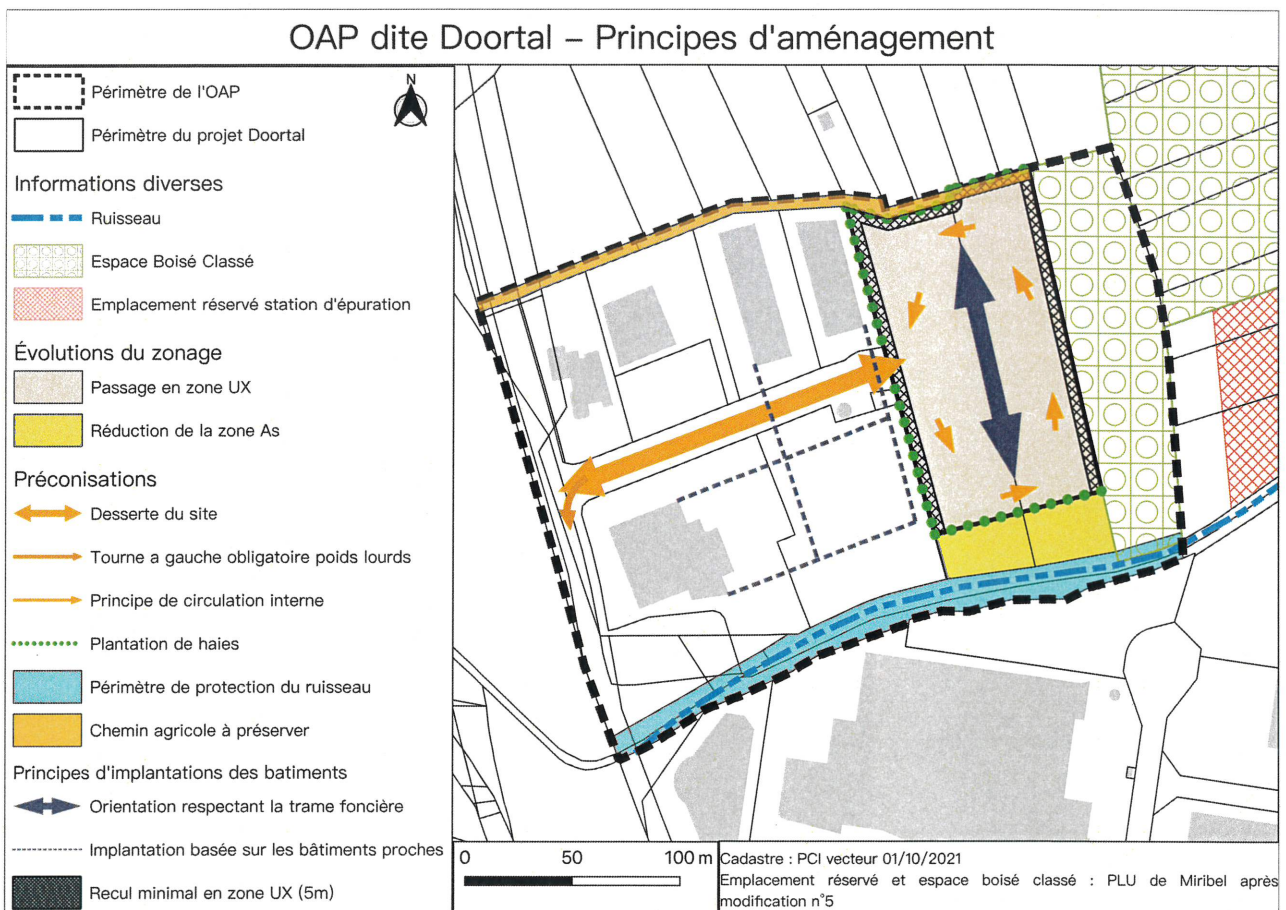 OAP dite Doortal – Principes d'aménagement
Périmètre de l'OAP
N
Périmètre du projet Doortal
Informations diverses
Ruisseau
Espace Boisé Classé
Emplacement réservé station d'épuration
Évolutions du zonage
Passage en zone UX
Réduction de la zone As
Préconisations
Desserte du site
Tourne a gauche obligatoire poids lourds
Principe de circulation interne
Plantation de haies
Périmètre de protection du ruisseau
Chemin agricole à préserver
Principes d'implantations des batiments
Orientation respectant la trame foncière
Implantation basée sur les bâtiments proches
Recul minimal en zone UX (5m)
0 50 100 m
Cadastre : PCI vecteur 01/10/2021
Emplacement réservé et espace boisé classé : PLU de Miribel après
modification n°5